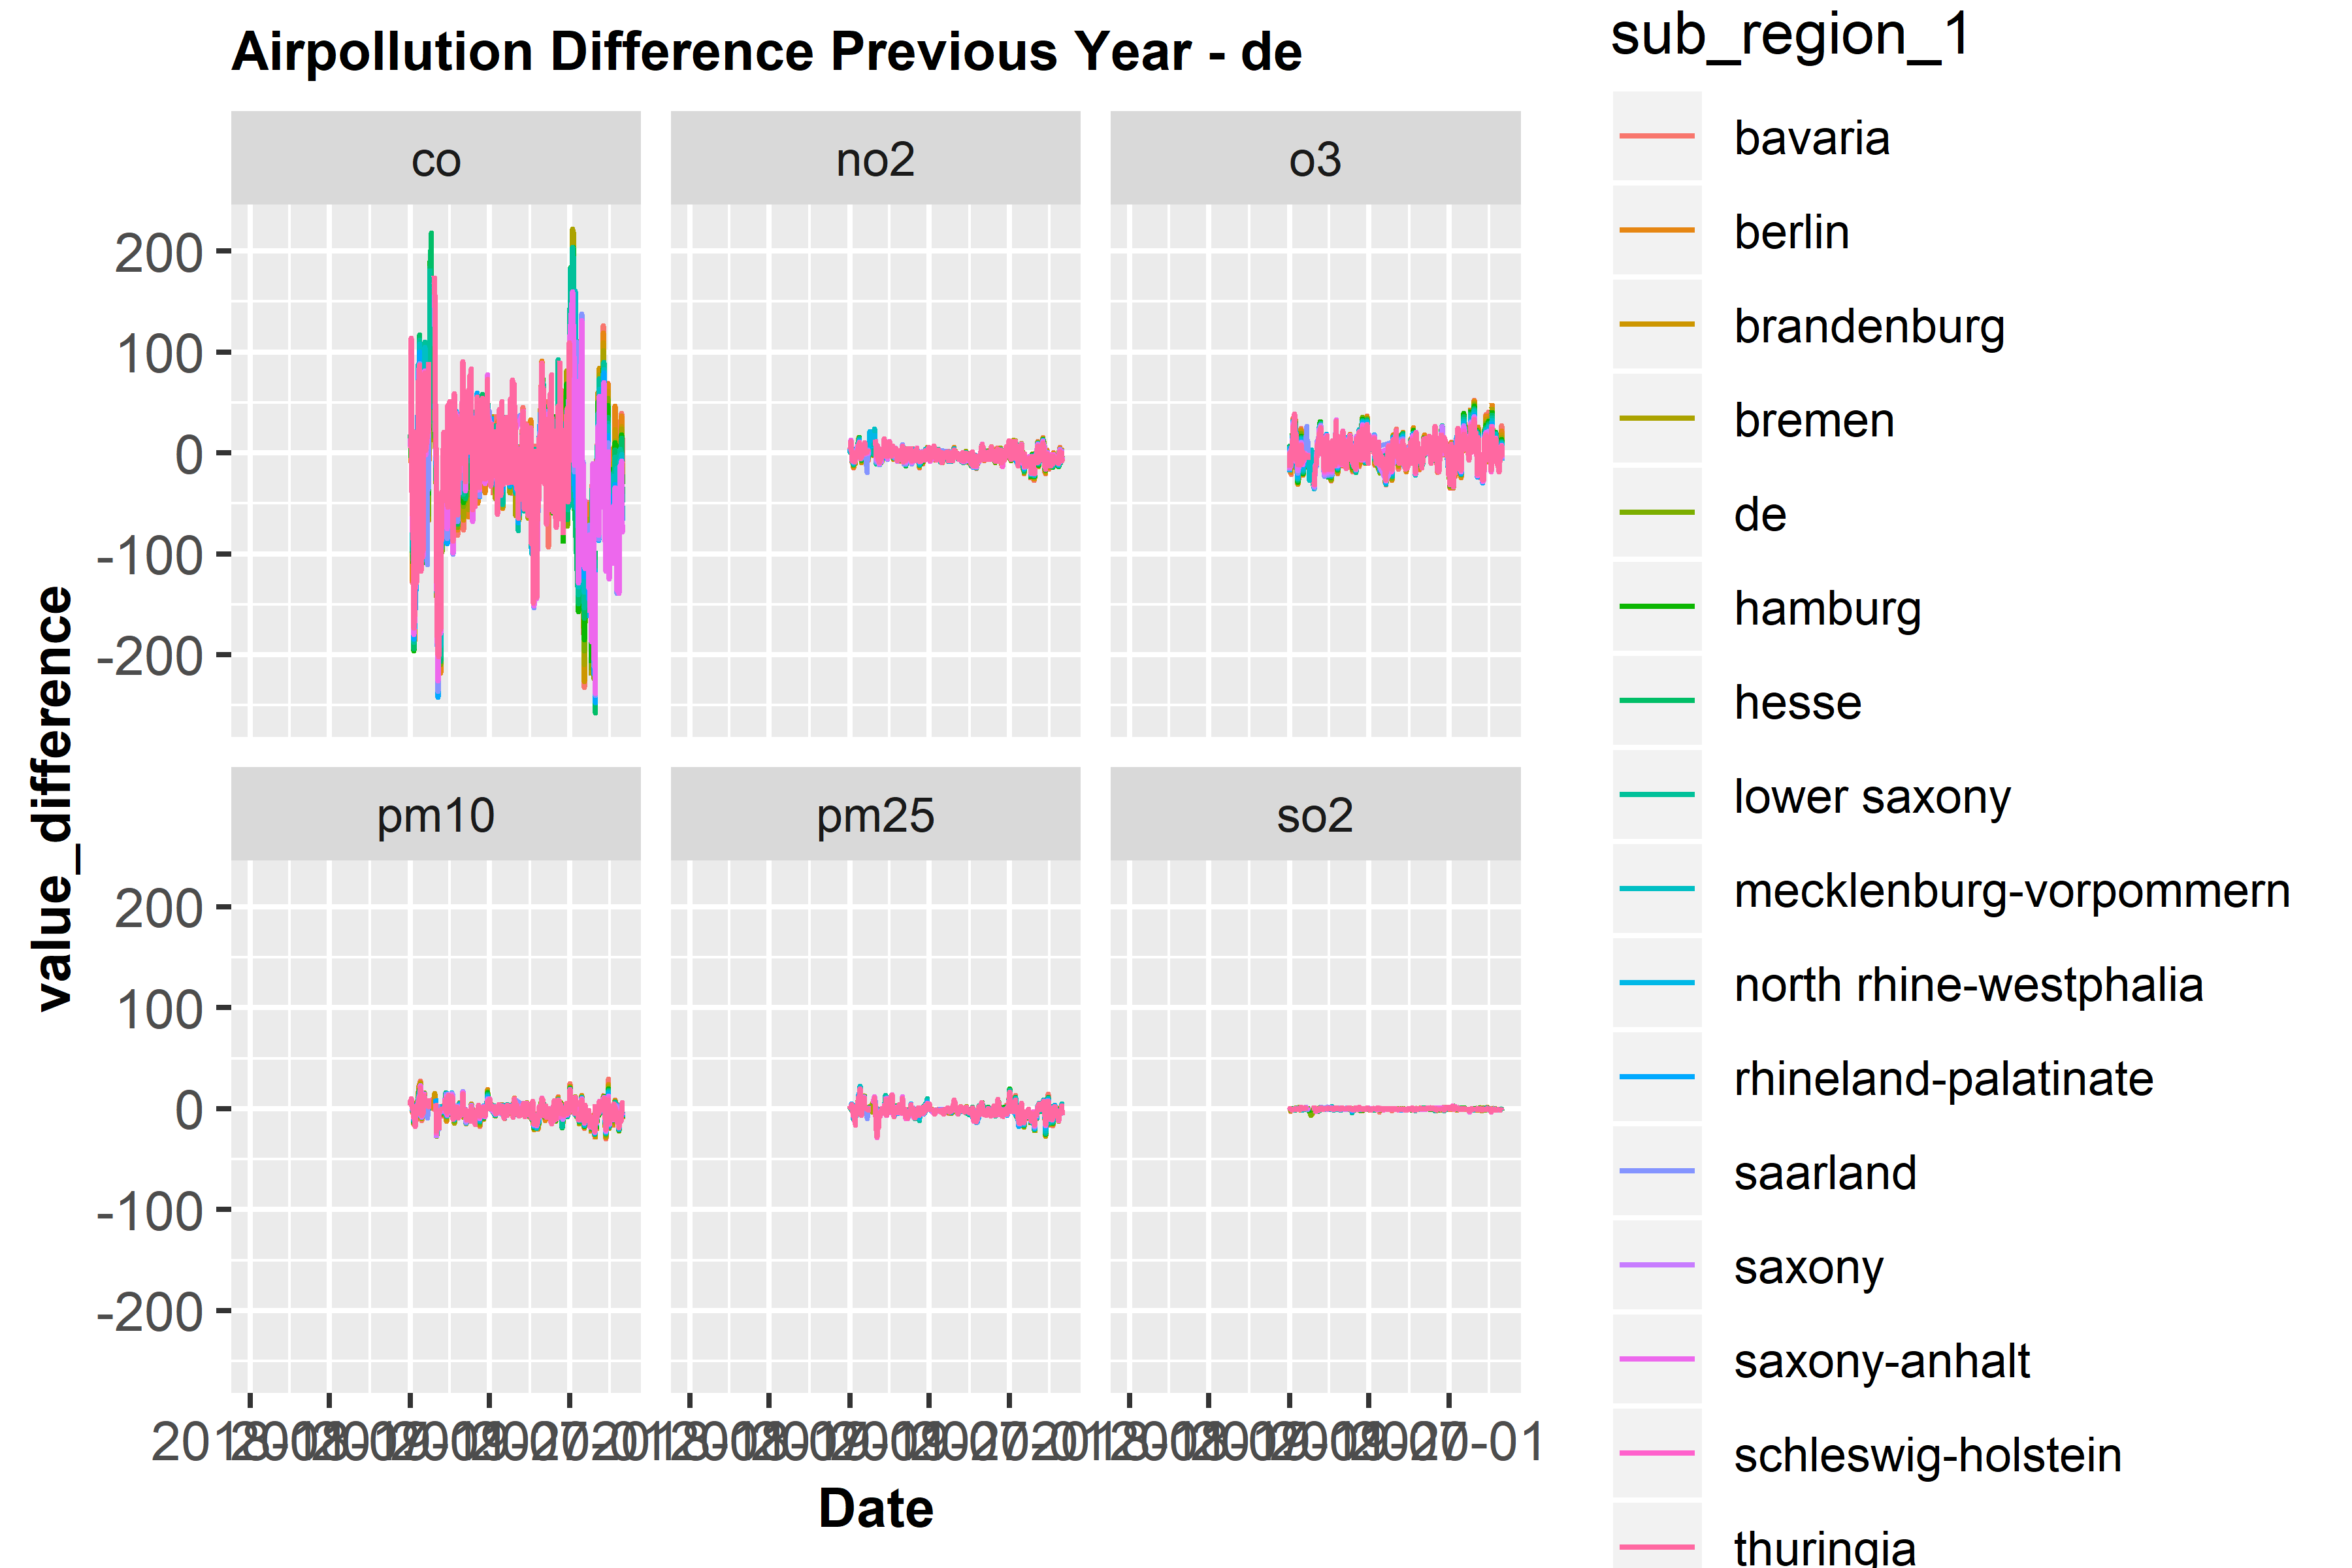 Airpollution Difference Previous Year - de
co
no2
o3
200
100
0
-100
-200
pm10
pm25
so2
200
100
0
-100
-200
value_difference
Date
sub_region_1
bavaria
berlin
brandenburg
bremen
de
hamburg
hesse
lower saxony
mecklenburg-vorpommern
north rhine-westphalia
rhineland-palatinate
saarland
saxony
saxony-anhalt
schleswig-holstein
thuringia